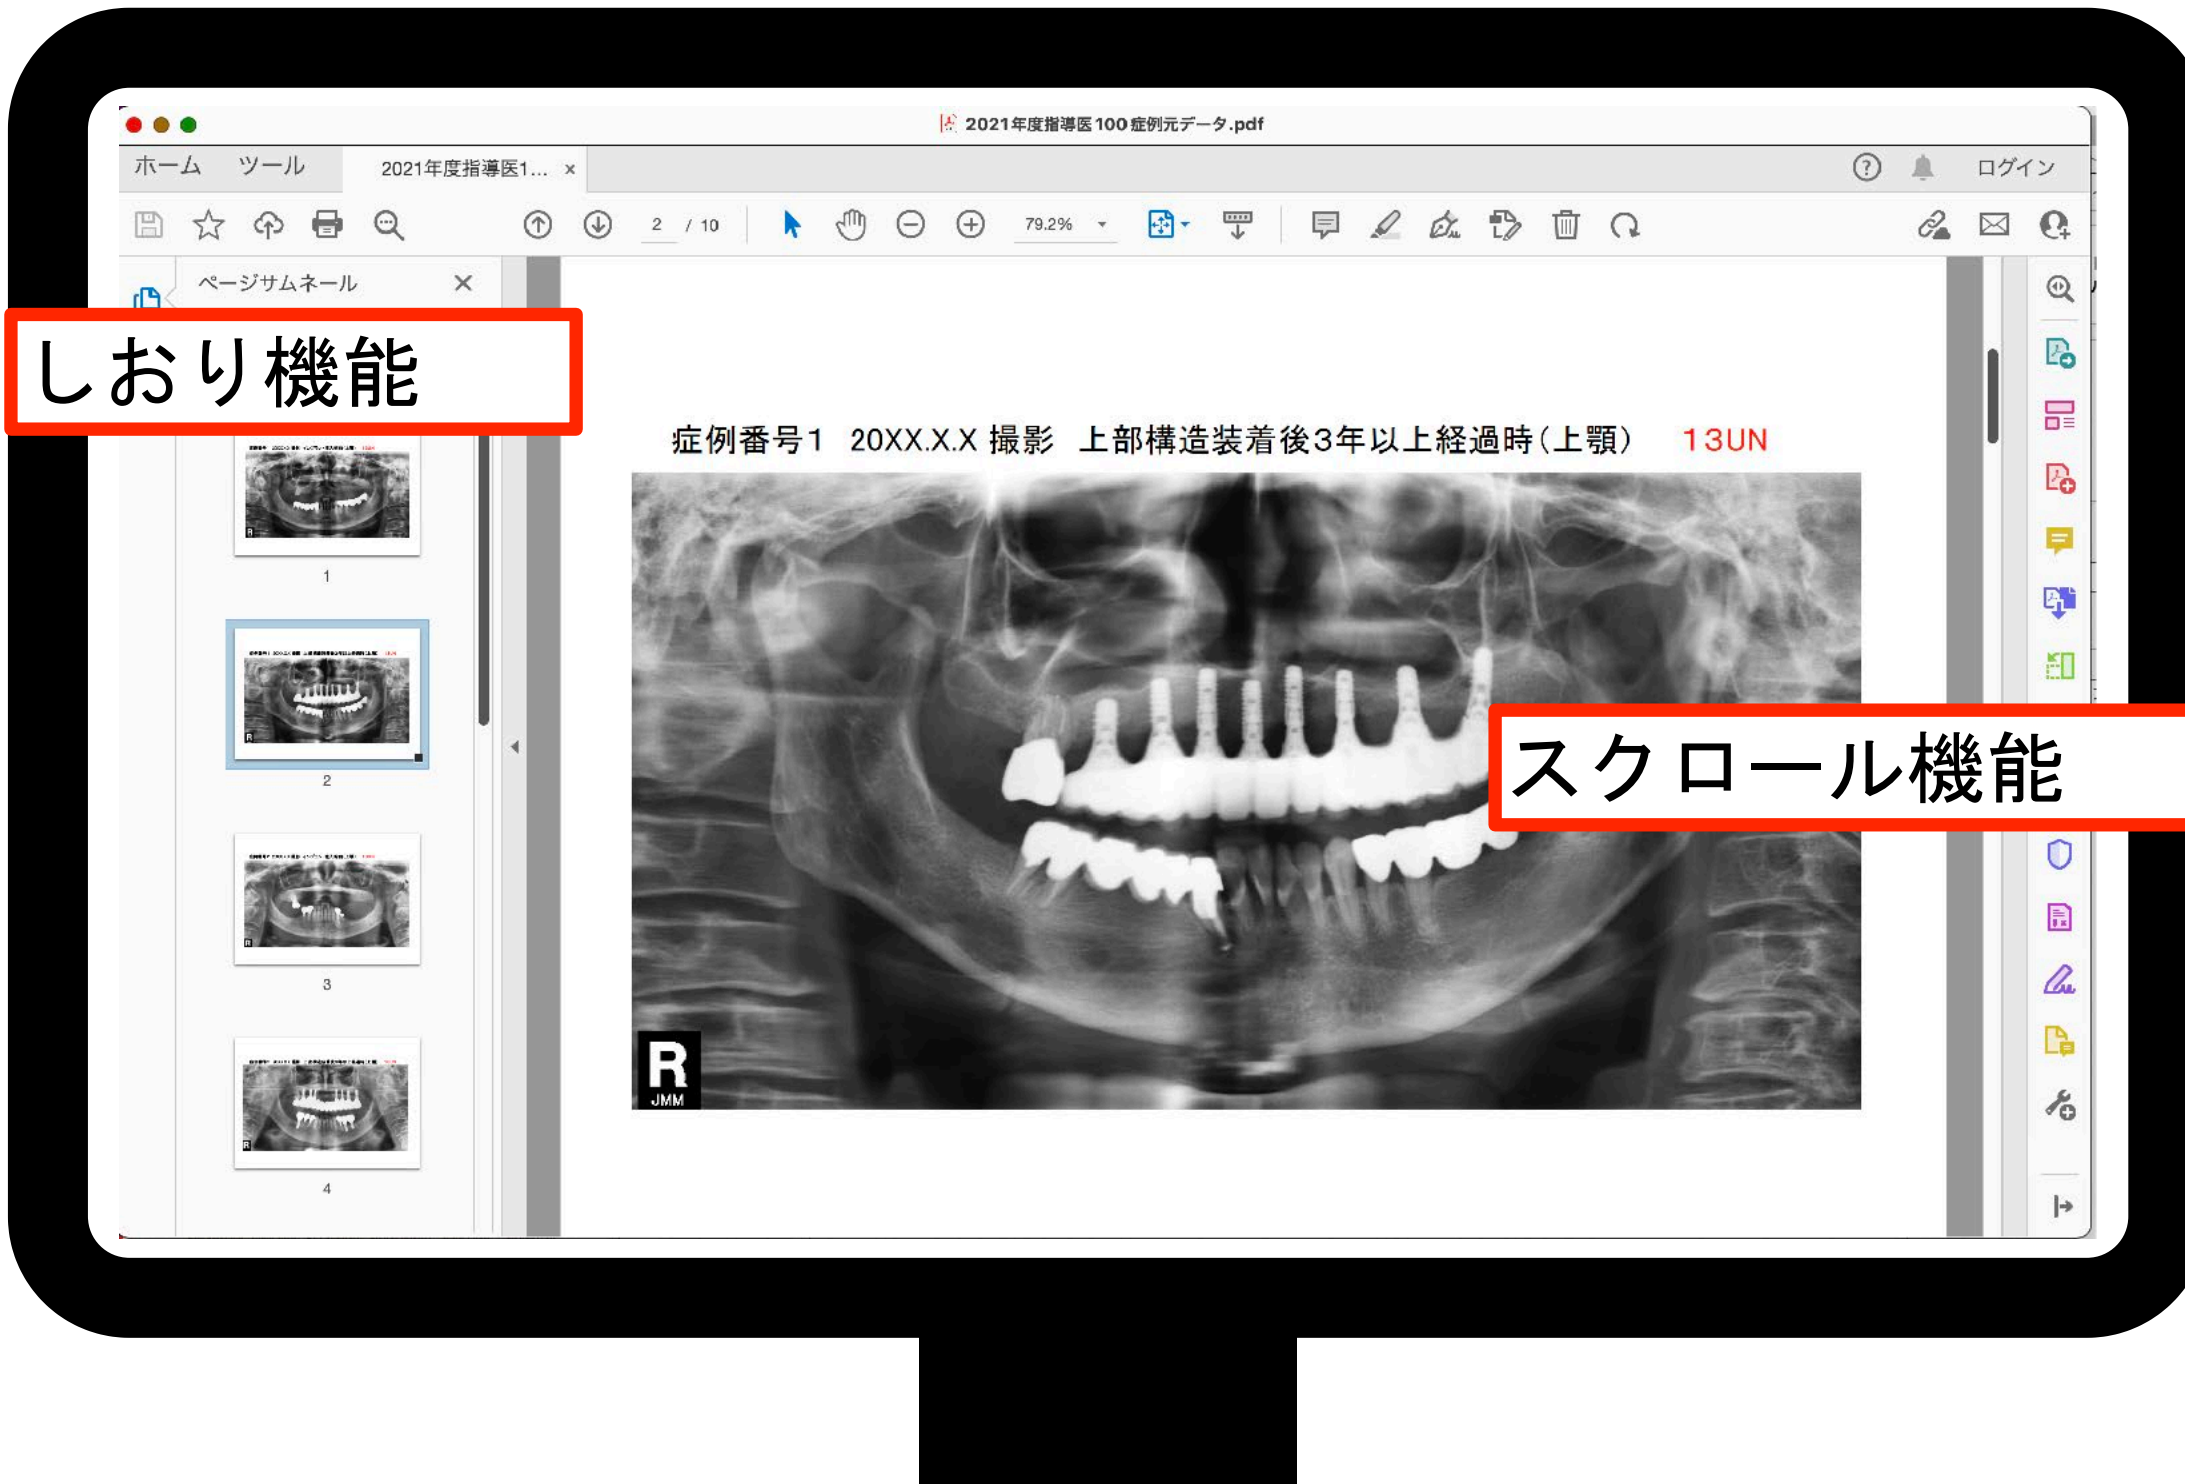 2021年度指導医100症例元データ.pdf
ホーム ツール 2021年度指導医1... × ログイン
2 / 10 79.2%
ページサムネール
しおり機能
症例番号1 20XX.X.X 撮影 上部構造装着後3年以上経過時(上顎) 13UN
1
2
スクロール機能
3
R
JMM
4